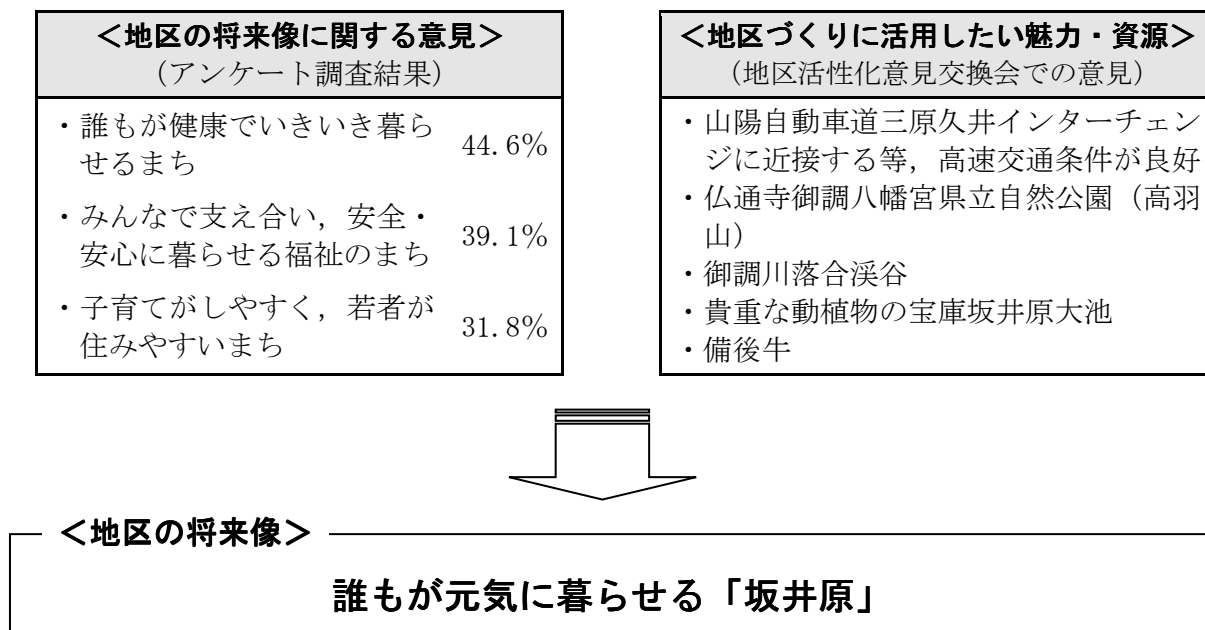 ＜地区の将来像に関する意見＞
（アンケート調査結果）
・誰もが健康でいきいき暮ら
せるまち
44.6%
・みんなで支え合い，安全・
安心に暮らせる福祉のまち
39.1%
・子育てがしやすく，若者が
住みやすいまち
31.8%
＜地区づくりに活用したい魅力・資源＞
（地区活性化意見交換会での意見）
・山陽自動車道三原久井インターチェン
ジに近接する等，高速交通条件が良好
・仏通寺御調八幡宮県立自然公園（高羽
山）
・御調川落合渓谷
・貴重な動植物の宝庫坂井原大池
・備後牛
＜地区の将来像＞
誰もが元気に暮らせる「坂井原」